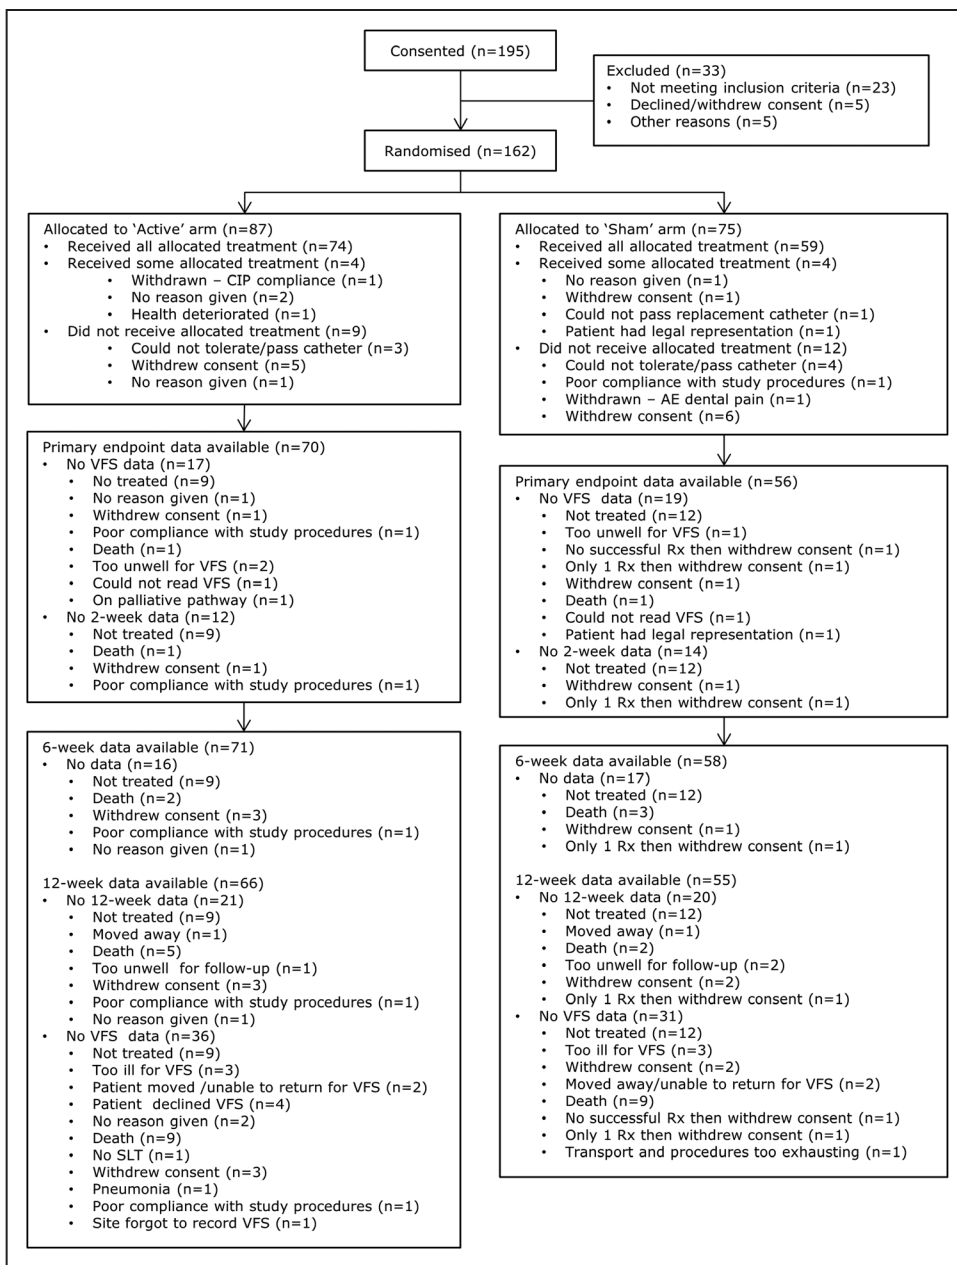 Consented (n=195)
Excluded (n=33)
• Not meeting inclusion criteria (n=23)
• Declined/withdrew consent (n=5)
• Other reasons (n=5)
Randomised (n=162)
Allocated to ‘Active’ arm (n=87)
• Received all allocated treatment (n=74)
• Received some allocated treatment (n=4)
• Withdrawn – CIP compliance (n=1)
• No reason given (n=2)
• Health deteriorated (n=1)
• Did not receive allocated treatment (n=9)
• Could not tolerate/pass catheter (n=3)
• Withdrew consent (n=5)
• No reason given (n=1)
Allocated to ‘Sham’ arm (n=75)
• Received all allocated treatment (n=59)
• Received some allocated treatment (n=4)
• No reason given (n=1)
• Withdrew consent (n=1)
• Could not pass replacement catheter (n=1)
• Patient had legal representation (n=1)
• Did not receive allocated treatment (n=12)
• Could not tolerate/pass catheter (n=4)
• Poor compliance with study procedures (n=1)
• Withdrawn – AE dental pain (n=1)
• Withdrew consent (n=6)
Primary endpoint data available (n=70)
• No VFS data (n=17)
• No treated (n=9)
• No reason given (n=1)
• Withdrew consent (n=1)
• Poor compliance with study procedures (n=1)
• Death (n=1)
• Too unwell for VFS (n=2)
• Could not read VFS (n=1)
• On palliative pathway (n=1)
• No 2-week data (n=12)
• Not treated (n=9)
• Death (n=1)
• Withdrew consent (n=1)
• Poor compliance with study procedures (n=1)
Primary endpoint data available (n=56)
• No VFS data (n=19)
• Not treated (n=12)
• Too unwell for VFS (n=1)
• No successful Rx then withdrew consent (n=1)
• Only 1 Rx then withdrew consent (n=1)
• Withdrew consent (n=1)
• Death (n=1)
• Could not read VFS (n=1)
• Patient had legal representation (n=1)
• No 2-week data (n=14)
• Not treated (n=12)
• Withdrew consent (n=1)
• Only 1 Rx then withdrew consent (n=1)
6-week data available (n=71)
• No data (n=16)
• Not treated (n=9)
• Death (n=2)
• Withdrew consent (n=3)
• Poor compliance with study procedures (n=1)
• No reason given (n=1)
12-week data available (n=66)
• No 12-week data (n=21)
• Not treated (n=9)
• Moved away (n=1)
• Death (n=5)
• Too unwell for follow-up (n=1)
• Withdrew consent (n=3)
• Poor compliance with study procedures (n=1)
• No reason given (n=1)
• No VFS data (n=36)
• Not treated (n=9)
• Too ill for VFS (n=3)
• Patient moved /unable to return for VFS (n=2)
• Patient declined VFS (n=4)
• No reason given (n=2)
• Death (n=9)
• No SLT (n=1)
• Withdrew consent (n=3)
• Pneumonia (n=1)
• Poor compliance with study procedures (n=1)
• Site forgot to record VFS (n=1)
6-week data available (n=58)
• No data (n=17)
• Not treated (n=12)
• Death (n=3)
• Withdrew consent (n=1)
• Only 1 Rx then withdrew consent (n=1)
12-week data available (n=55)
• No 12-week data (n=20)
• Not treated (n=12)
• Moved away (n=1)
• Death (n=2)
• Too unwell for follow-up (n=2)
• Withdrew consent (n=2)
• Only 1 Rx then withdrew consent (n=1)
• No VFS data (n=31)
• Not treated (n=12)
• Too ill for VFS (n=3)
• Withdrew consent (n=2)
• Moved away/unable to return for VFS (n=2)
• Death (n=9)
• No successful Rx then withdrew consent (n=1)
• Only 1 Rx then withdrew consent (n=1)
• Transport and procedures too exhausting (n=1)